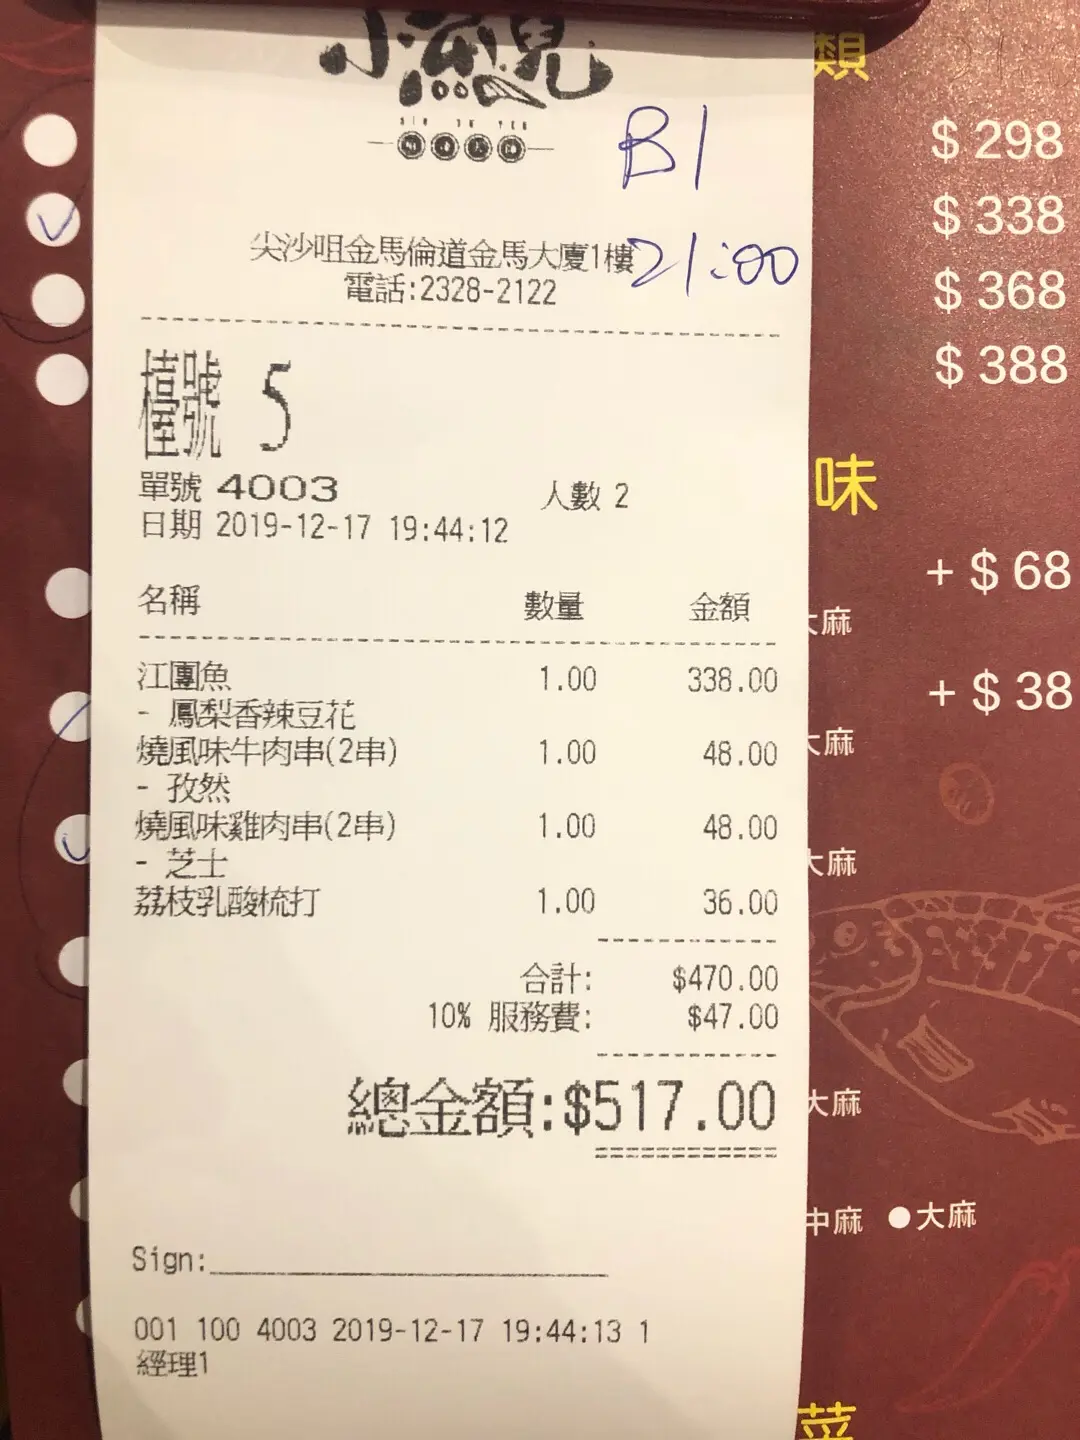 小漁兒
B1
尖沙咀金馬倫道金馬大廈1樓
21:00
電話:2328-2122
檯號 5
單號 4003
人數 2
日期 2019-12-17 19:44:12
名稱 數量 金額
江團魚 1.00 338.00
- 鳳梨香辣豆花
燒風味牛肉串(2串) 1.00 48.00
- 孜然
燒風味雞肉串(2串) 1.00 48.00
- 芝士
荔枝乳酸梳打 1.00 36.00
合計: $470.00
10% 服務費: $47.00
總金額:$517.00
Sign:
001 100 4003 2019-12-17 19:44:13 1
經理1
類
$ 298
$ 338
$ 368
$ 388
味
+ $ 68
大麻
+ $ 38
大麻
大麻
大麻
中麻 ●大麻
菜